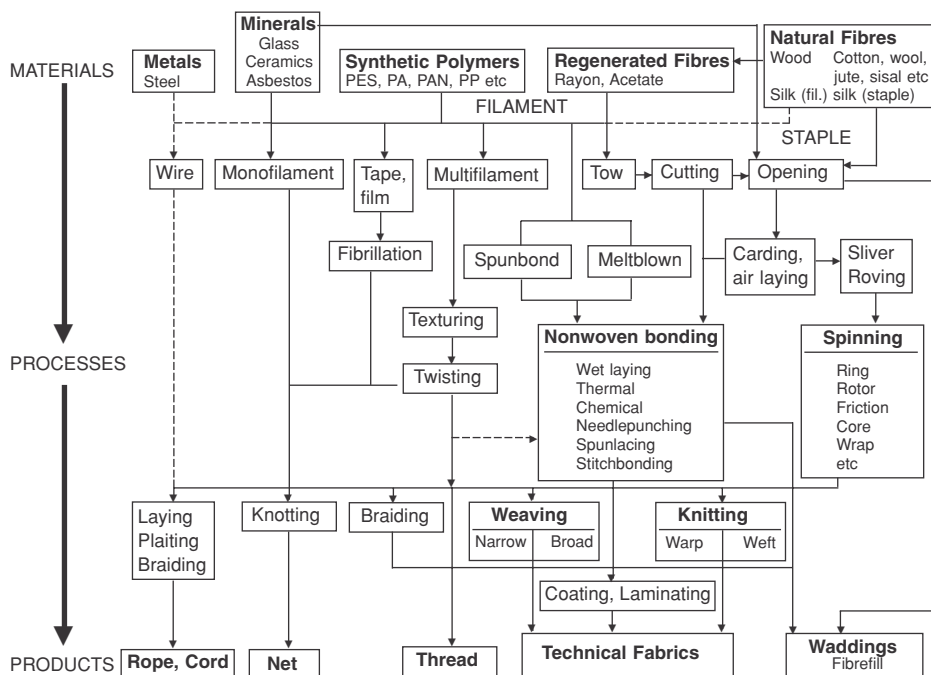 MATERIALS
Metals
Steel
Minerals
Glass
Ceramics
Asbestos
Synthetic Polymers
PES, PA, PAN, PP etc
Regenerated Fibres
Rayon, Acetate
Natural Fibres
Wood Cotton, wool,
jute, sisal etc
Silk (fil.) silk (staple)
FILAMENT
STAPLE
Wire
Monofilament
Tape,
film
Multifilament
Tow
Cutting
Opening
Fibrillation
Spunbond
Meltblown
Carding,
air laying
Sliver
Roving
Texturing
PROCESSES
Twisting
Nonwoven bonding
Wet laying
Thermal
Chemical
Needlepunching
Spunlacing
Stitchbonding
Spinning
Ring
Rotor
Friction
Core
Wrap
etc
Laying
Plaiting
Braiding
Knotting
Braiding
Weaving
Narrow Broad
Knitting
Warp Weft
Coating, Laminating
PRODUCTS
Rope, Cord
Net
Thread
Technical Fabrics
Waddings
Fibrefill